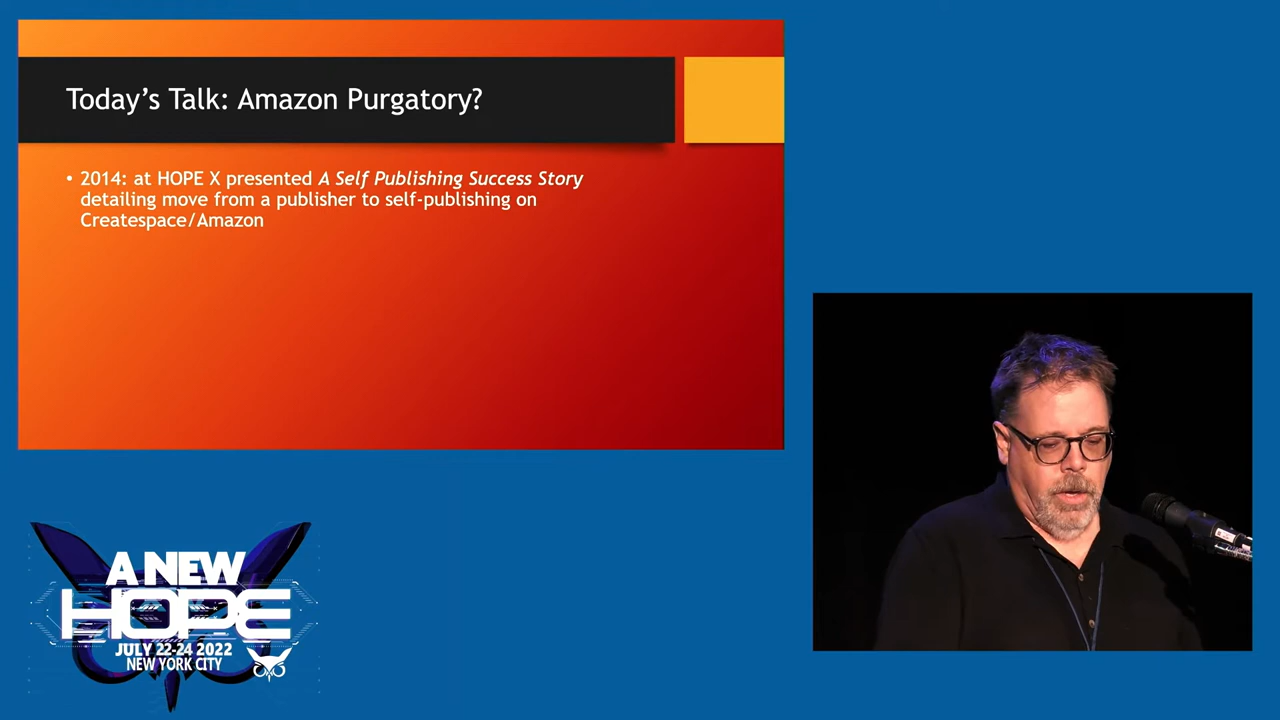 Today's Talk: Amazon Purgatory?
• 2014: at HOPE X presented A Self Publishing Success Story
detailing move from a publisher to self-publishing on
Createspace/Amazon
A NEW
HOPE
JULY 22-24 2022
NEW YORK CITY